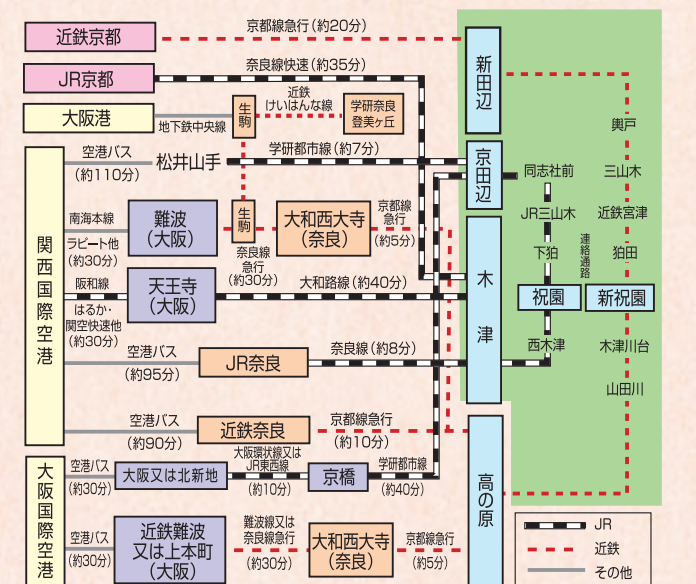 近鉄京都
京都線急行（約20分）
JR京都
奈良線快速（約35分）
大阪港
地下鉄中央線
生駒
近鉄
けいはんな線
学研奈良
登美ヶ丘
新田辺
輿戸
三山木
近鉄宮津
狛田
連絡通路
新祝園
木津川台
山田川
関西国際空港
空港バス
（約110分）
松井山手
学研都市線（約7分）
京田辺
同志社前
JR三山木
下狛
祝園
西木津
南海本線
ラピート他
（約30分）
難波
（大阪）
生駒
奈良線
急行
（約30分）
大和西大寺
（奈良）
京都線
急行
（約5分）
阪和線
はるか・
関空快速他
（約30分）
天王寺
（大阪）
大和路線（約40分）
木津
空港バス
（約95分）
JR奈良
奈良線（約8分）
空港バス
（約90分）
近鉄奈良
京都線急行
（約10分）
大阪国際空港
空港バス
（約30分）
大阪又は北新地
大阪環状線又は
JR東西線
（約10分）
京橋
学研都市線
（約40分）
高の原
空港バス
（約30分）
近鉄難波
又は上本町
（大阪）
難波線又は
奈良線急行
（約30分）
大和西大寺
（奈良）
京都線急行
（約5分）
JR
近鉄
その他